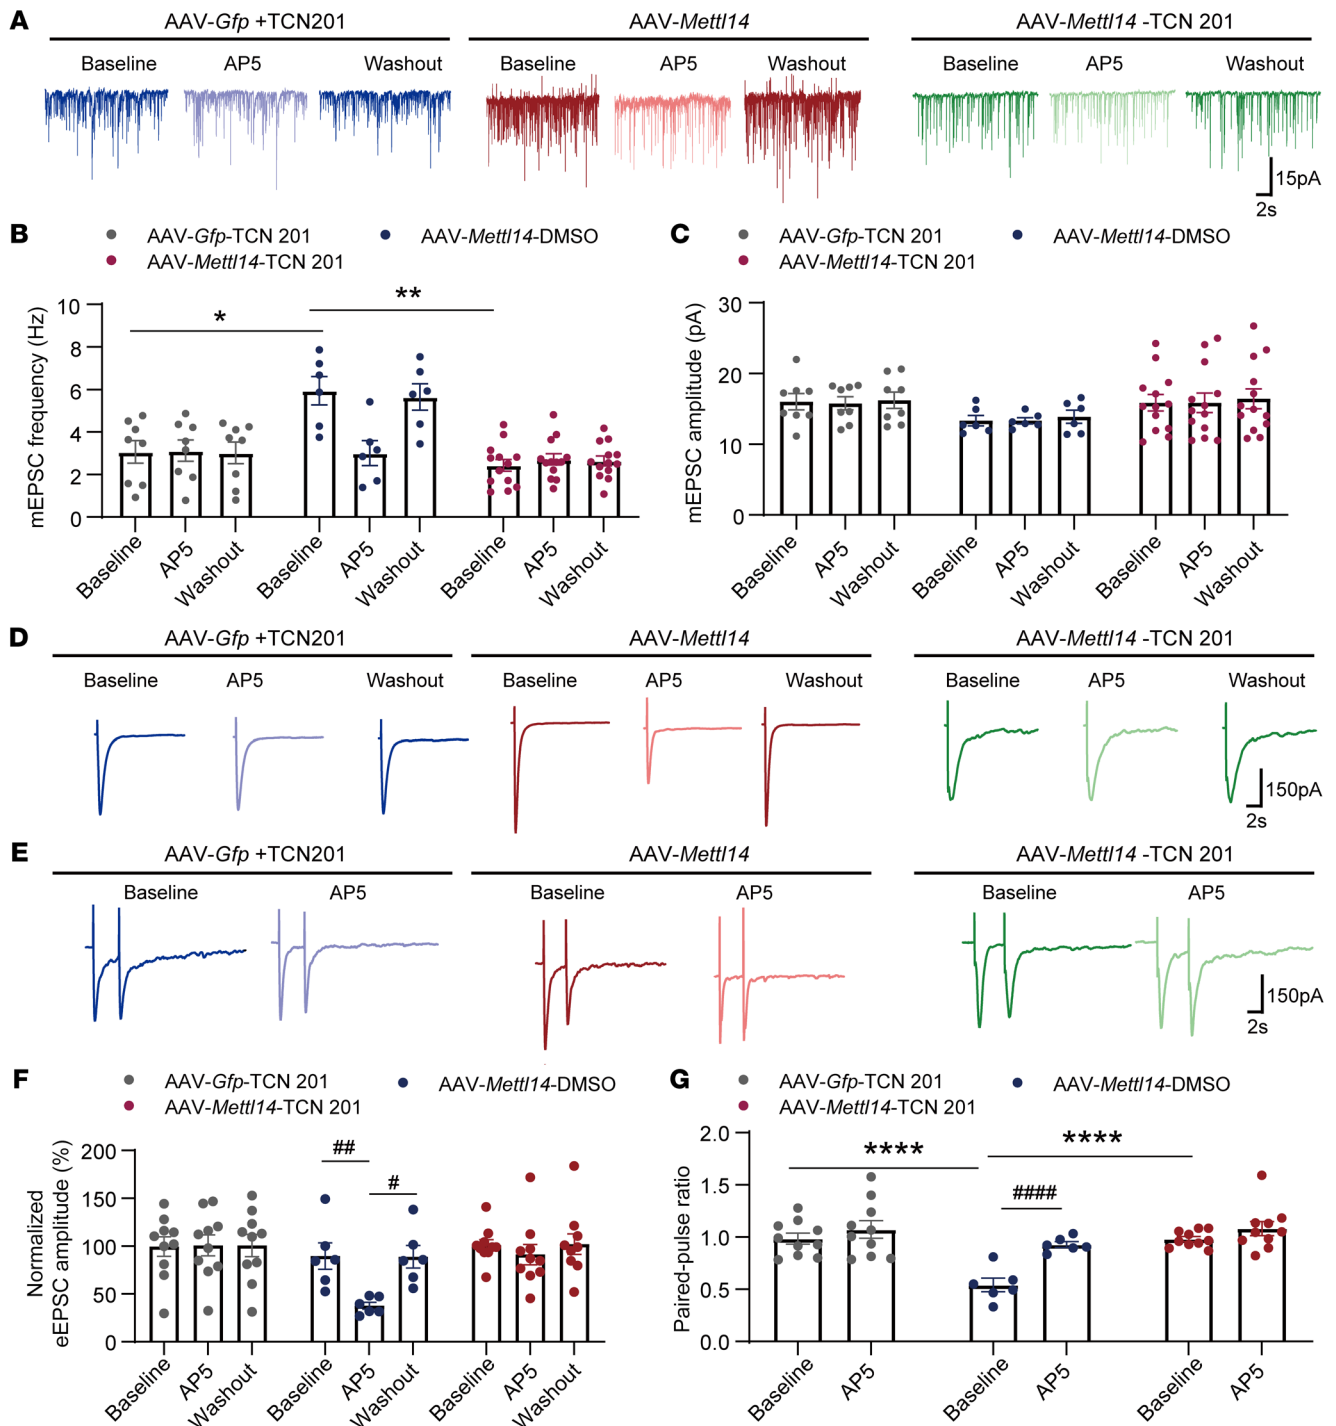 A
AAV-Gfp +TCN201 AAV-Mettl14 AAV-Mettl14 -TCN 201
Baseline AP5 Washout Baseline AP5 Washout Baseline AP5 Washout
15pA
2s
B
AAV-Gfp-TCN 201 AAV-Mettl14-DMSO
AAV-Mettl14-TCN 201
mEPSC frequency (Hz)
10
8
6
4
2
0
* **
Baseline AP5 Washout Baseline AP5 Washout Baseline AP5 Washout
C
AAV-Gfp-TCN 201 AAV-Mettl14-DMSO
AAV-Mettl14-TCN 201
mEPSC amplitude (pA)
30
20
10
0
Baseline AP5 Washout Baseline AP5 Washout Baseline AP5 Washout
D
AAV-Gfp +TCN201 AAV-Mettl14 AAV-Mettl14 -TCN 201
Baseline AP5 Washout Baseline AP5 Washout Baseline AP5 Washout
150pA
2s
E
AAV-Gfp +TCN201 AAV-Mettl14 AAV-Mettl14 -TCN 201
Baseline AP5 Baseline AP5 Baseline AP5
150pA
2s
F
AAV-Gfp-TCN 201 AAV-Mettl14-DMSO
AAV-Mettl14-TCN 201
Normalized
eEPSC amplitude (%)
200
150
100
50
0
## #
Baseline AP5 Washout Baseline AP5 Washout Baseline AP5 Washout
G
AAV-Gfp-TCN 201 AAV-Mettl14-DMSO
AAV-Mettl14-TCN 201
Paired-pulse ratio
2.0
1.5
1.0
0.5
0.0
**** ****
####
Baseline AP5 Baseline AP5 Baseline AP5